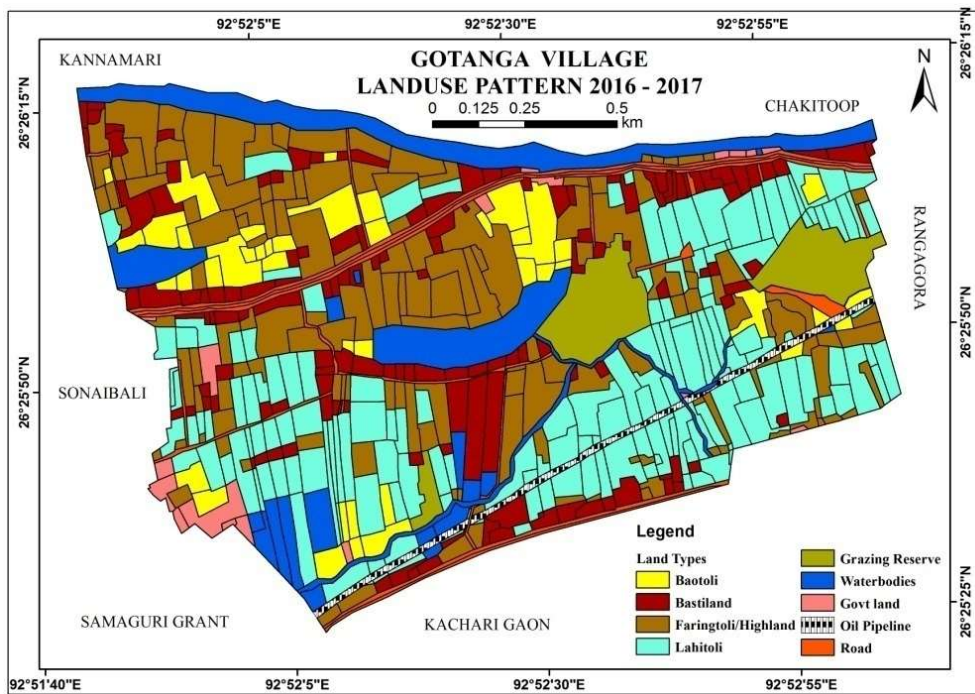 92°52'5"E
92°52'30"E
92°52'55"E
KANNAMARI
GOTANGA VILLAGE
LANDUSE PATTERN 2016 - 2017
N
0 0.125 0.25 0.5
km
CHAKITOOP
26°26'15"N
26°26'15"N
RANGAGORA
26°25'50"N
SONAIBALI
26°25'50"N
Legend
Land Types
Baotoli
Bastiland
Faringtoli/Highland
Lahitoli
Grazing Reserve
Waterbodies
Govt land
Oil Pipeline
Road
26°25'25"N
SAMAGURI GRANT
KACHARI GAON
92°51'40"E
92°52'5"E
92°52'30"E
92°52'55"E